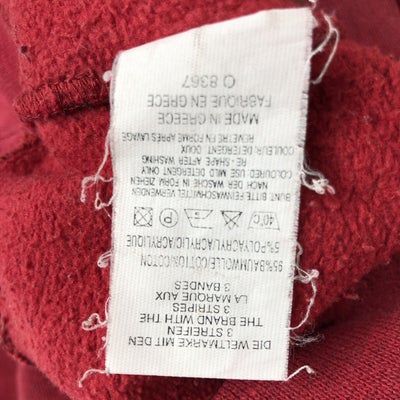 DIE WELTMARKE MIT DEN
3 STREIFEN
THE BRAND WITH THE
3 STRIPES
LA MARQUE AUX
3 BANDES
95%BAUMWOLLE/COTTON/COTON
5%POLYACRYL/ACRYLIC/ACRYLIQUE
40°C
BUNT BITTE FEINWASCHMITTEL VERWENDEN
NACH DER WÄSCHE IN FORM ZIEHEN
COLOURED USE MILD DETERGENT ONLY
RE - SHAPE AFTER WASHING
COULEUR: DETERGENT DOUX
REMETRE EN FORME APRES LAVAGE
MADE IN GREECE
FABRIQUE EN GRECE
O 8367